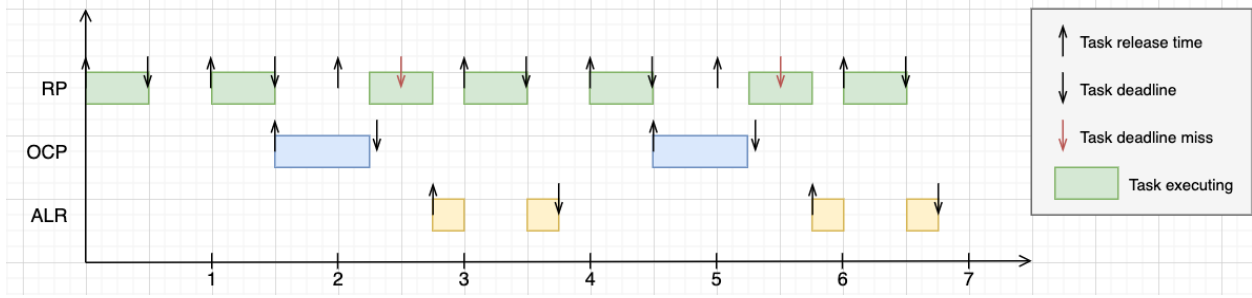 RP
OCP
ALR
1 2 3 4 5 6 7
Task release time
Task deadline
Task deadline miss
Task executing